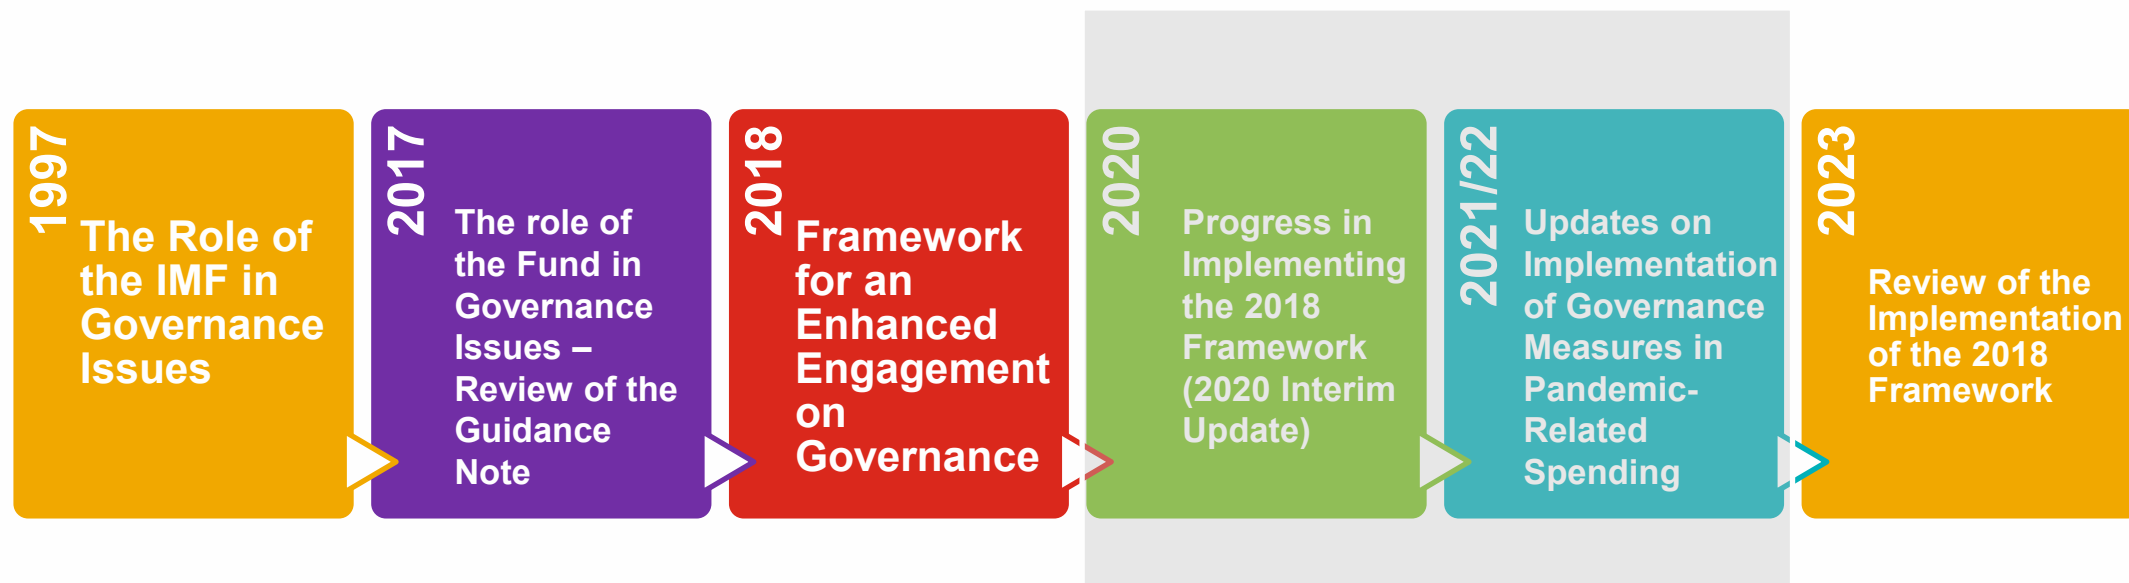 1997
The Role of
the IMF in
Governance
Issues
2017
The role of
the Fund in
Governance
Issues –
Review of the
Guidance
Note
2018
Framework
for an
Enhanced
Engagement
on
Governance
2020
Progress in
Implementing
the 2018
Framework
(2020 Interim
Update)
2021/22
Updates on
Implementation
of Governance
Measures in
Pandemic-
Related
Spending
2023
Review of the
Implementation
of the 2018
Framework